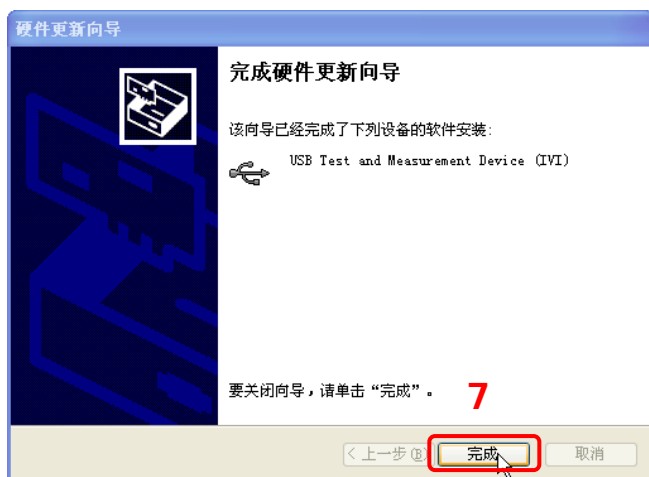 硬件更新向导
完成硬件更新向导
该向导已经完成了下列设备的软件安装:
USB Test and Measurement Device (IVI)
要关闭向导，请单击“完成”。
7
< 上一步(B)
完成
取消